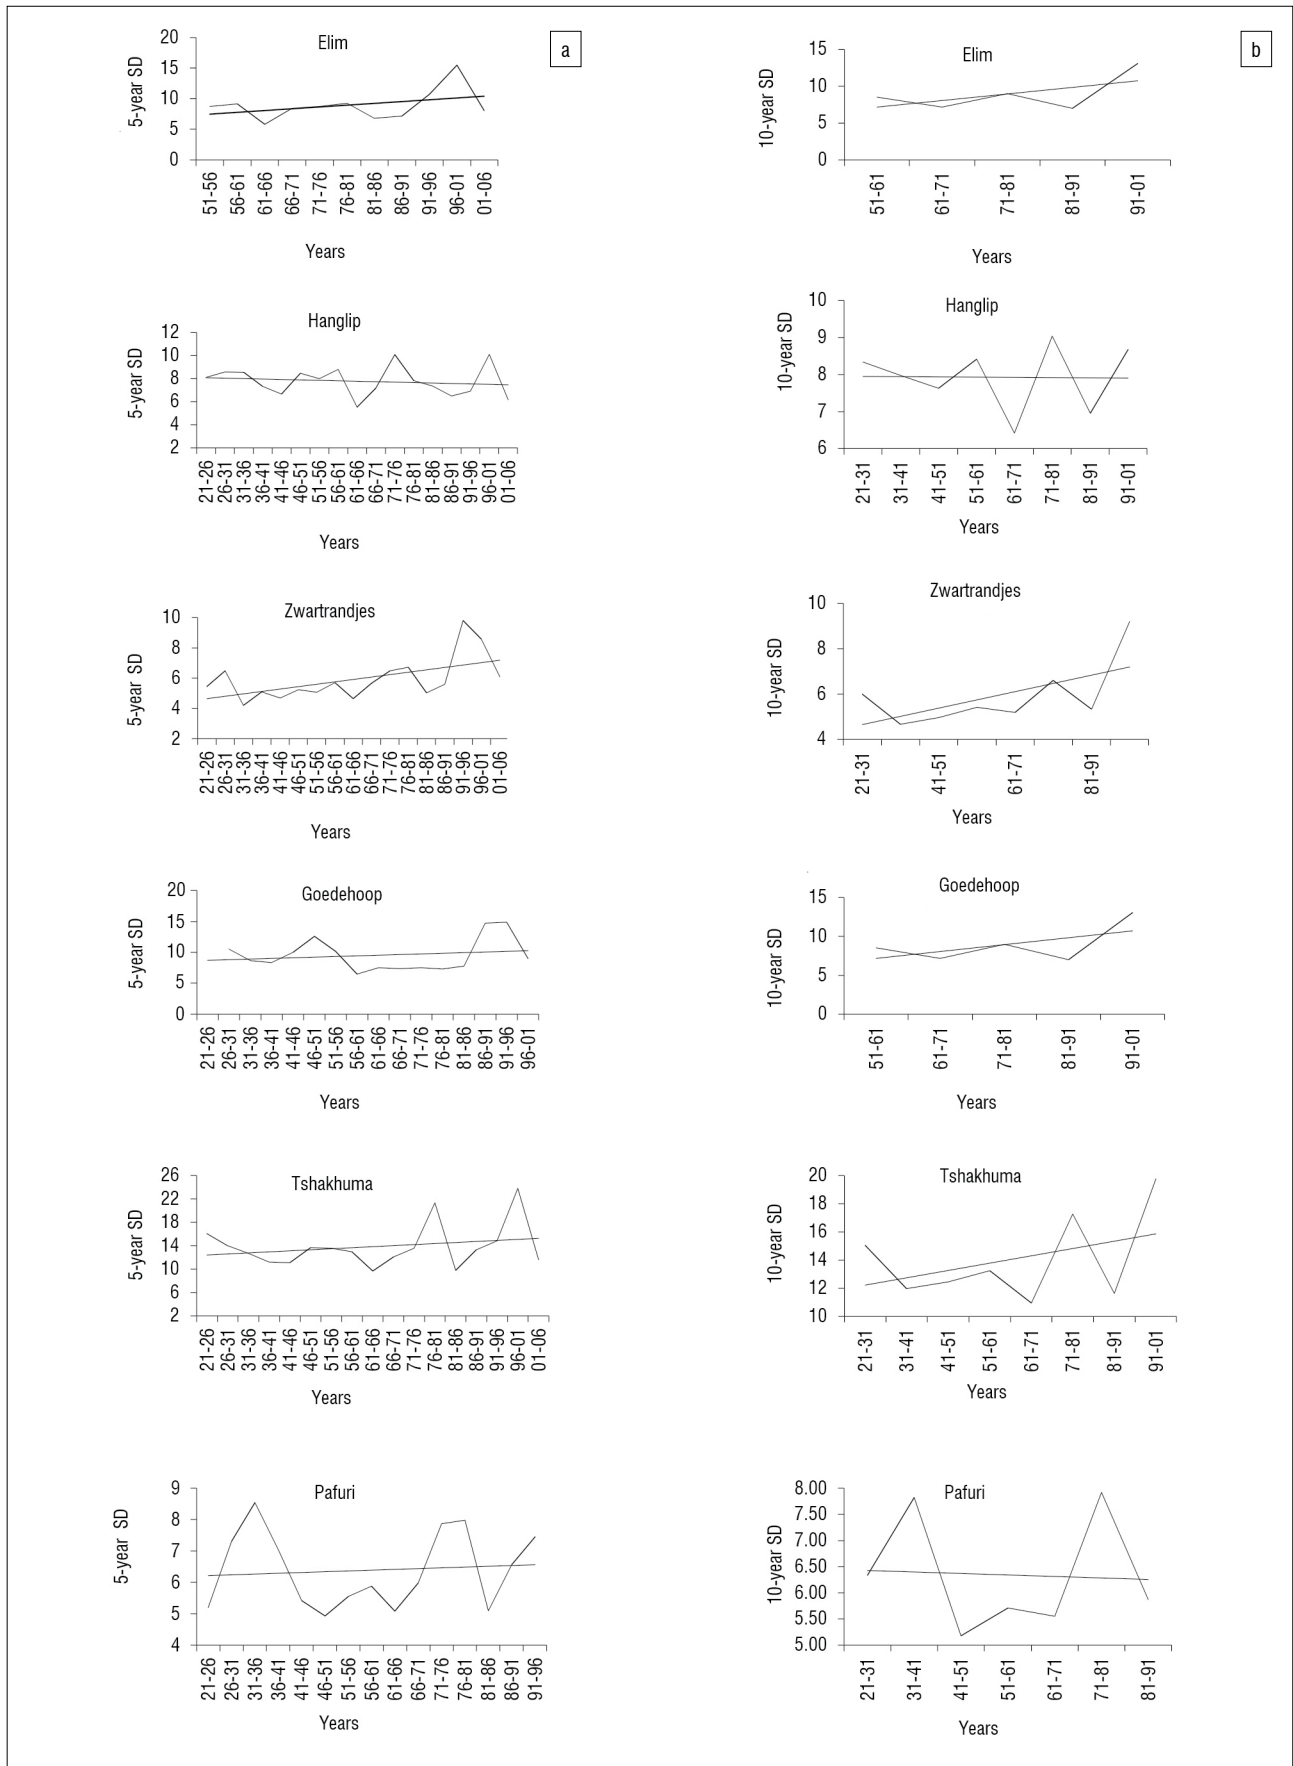 a
Elim
5-year SD
20
15
10
5
0
51-56 56-61 61-66 66-71 71-76 76-81 81-86 86-91 91-96 96-01 01-06
Years
Hanglip
5-year SD
12
10
8
6
4
2
21-26 26-31 31-36 36-41 41-46 46-51 51-56 56-61 61-66 66-71 71-76 76-81 81-86 86-91 91-96 96-01 01-06
Years
Zwartrandjes
5-year SD
10
8
6
4
2
21-26 26-31 31-36 36-41 41-46 46-51 51-56 56-61 61-66 66-71 71-76 76-81 81-86 86-91 91-96 96-01 01-06
Years
Goedehoop
5-year SD
20
15
10
5
0
21-26 26-31 31-36 36-41 41-46 46-51 51-56 56-61 61-66 66-71 71-76 76-81 81-86 86-91 91-96 96-01
Years
Tshakhuma
5-year SD
26
22
18
14
10
6
2
21-26 26-31 31-36 36-41 41-46 46-51 51-56 56-61 61-66 66-71 71-76 76-81 81-86 86-91 91-96 96-01 01-06
Years
Pafuri
5-year SD
9
8
7
6
5
4
21-26 26-31 31-36 36-41 41-46 46-51 51-56 56-61 61-66 66-71 71-76 76-81 81-86 86-91 91-96
Years
b
Elim
10-year SD
15
10
5
0
51-61 61-71 71-81 81-91 91-01
Years
Hanglip
10-year SD
10
9
8
7
6
21-31 31-41 41-51 51-61 61-71 71-81 81-91 91-01
Years
Zwartrandjes
10-year SD
10
8
6
4
21-31 41-51 61-71 81-91
Years
Goedehoop
10-year SD
15
10
5
0
51-61 61-71 71-81 81-91 91-01
Years
Tshakhuma
10-year SD
20
18
16
14
12
10
21-31 31-41 41-51 51-61 61-71 71-81 81-91 91-01
Years
Pafuri
10-year SD
8.00
7.50
7.00
6.50
6.00
5.50
5.00
21-31 31-41 41-51 51-61 61-71 71-81 81-91
Years